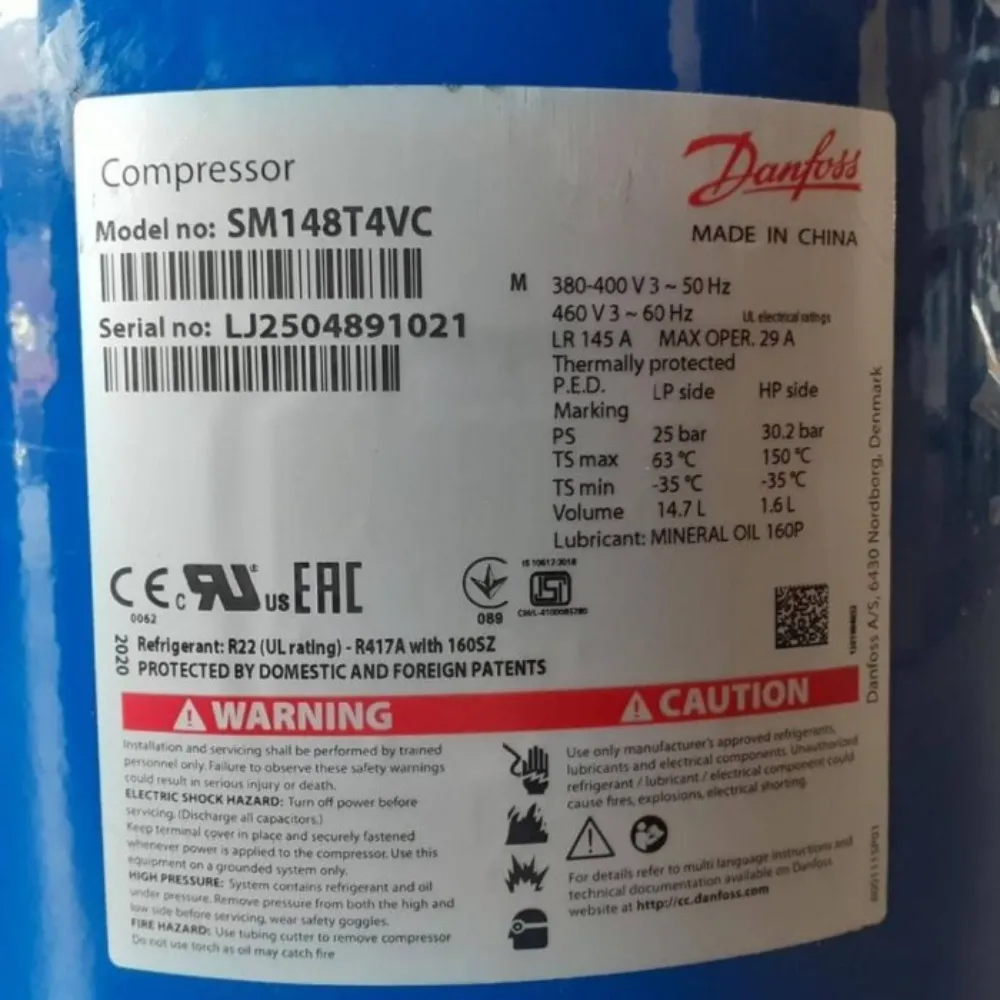 Compressor
Danfoss
MADE IN CHINA
Model no: SM148T4VC
Serial no: LJ2504891021
M 380-400 V 3 ~ 50 Hz
460 V 3 ~ 60 Hz UL electrical ratings
LR 145 A MAX OPER. 29 A
Thermally protected
P.E.D. LP side HP side
Marking
PS 25 bar 30.2 bar
TS max 63 °C 150 °C
TS min -35 °C -35 °C
Volume 14.7 L 1.6 L
Lubricant: MINERAL OIL 160P
CE c RU US EAC
0062
089
IS 10617:2018
2020
Refrigerant: R22 (UL rating) - R417A with 160SZ
PROTECTED BY DOMESTIC AND FOREIGN PATENTS
Danfoss A/S, 6430 Nordborg, Denmark
WARNING
Installation and servicing shall be performed by trained
personnel only. Failure to observe these safety warnings
could result in serious injury or death.
ELECTRIC SHOCK HAZARD: Turn off power before
servicing. (Discharge all capacitors.)
Keep terminal cover in place and securely fastened
whenever power is applied to the compressor. Use this
equipment on a grounded system only.
HIGH PRESSURE: System contains refrigerant and oil
under pressure. Remove pressure from both the high and
low side before servicing, wear safety goggles.
FIRE HAZARD: Use tubing cutter to remove compressor
Do not use torch as oil may catch fire
CAUTION
Use only manufacturer's approved refrigerants,
lubricants and electrical components. Unauthorized
refrigerant / lubricant / electrical component could
cause fires, explosions, electrical shorting.
For details refer to multi language instructions and
technical documentation available on Danfoss
website at http://cc.danfoss.com